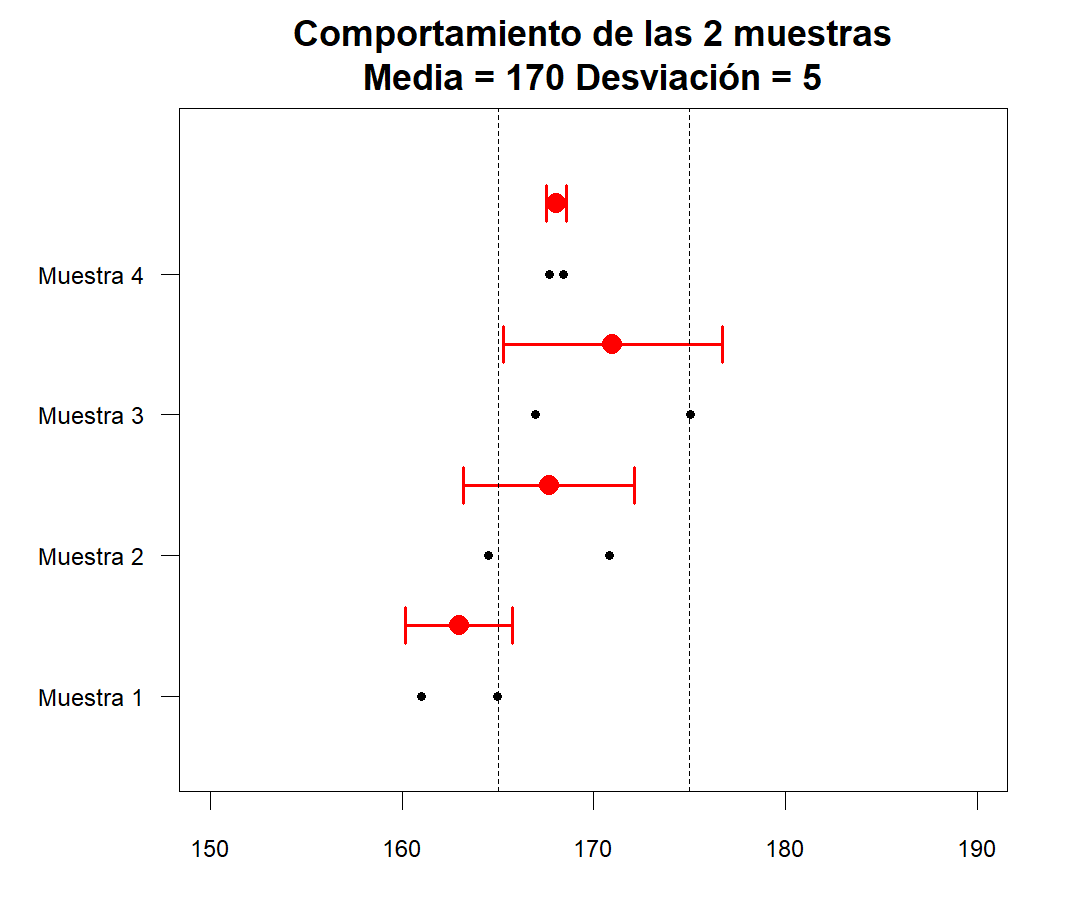 Comportamiento de las 2 muestras
Media = 170 Desviación = 5
Muestra 4
Muestra 3
Muestra 2
Muestra 1
150 160 170 180 190